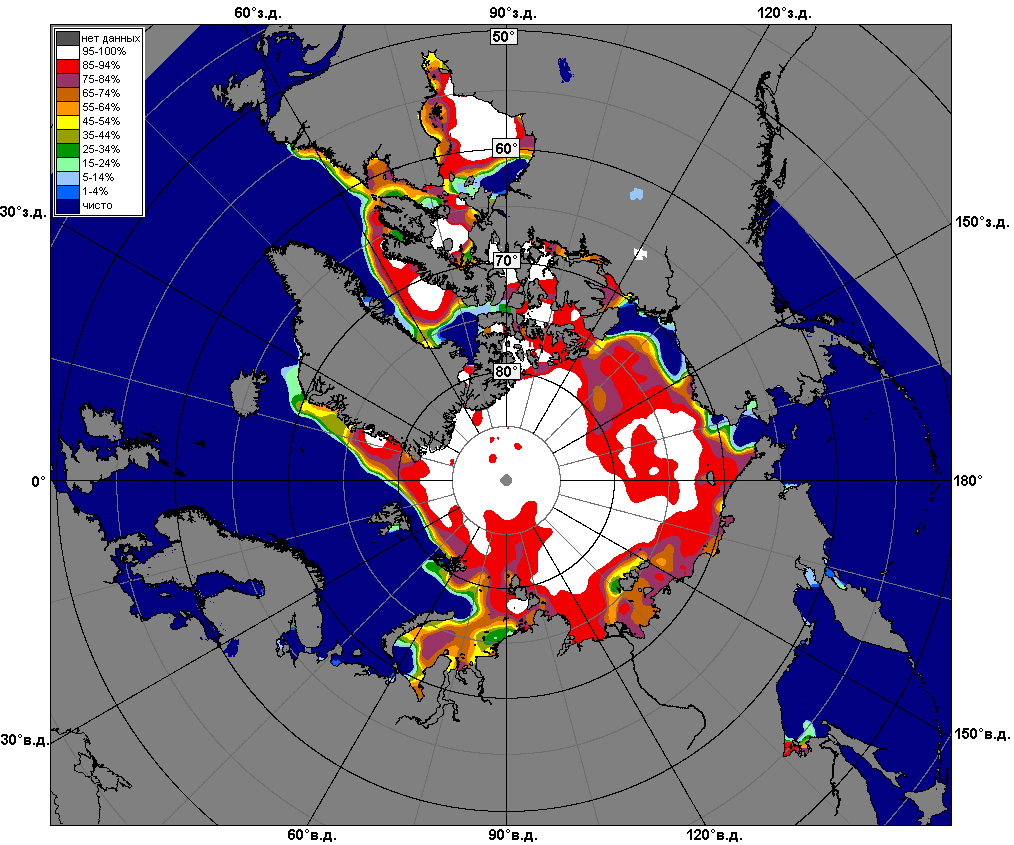 60°з.д.
90°з.д.
120°з.д.
нет данных
95-100%
85-94%
75-84%
65-74%
55-64%
45-54%
35-44%
25-34%
15-24%
5-14%
1-4%
чисто
50°
60°
30°з.д.
150°з.д.
70°
80°
0°
180°
30°в.д.
150°в.д.
60°в.д.
90°в.д.
120°в.д.